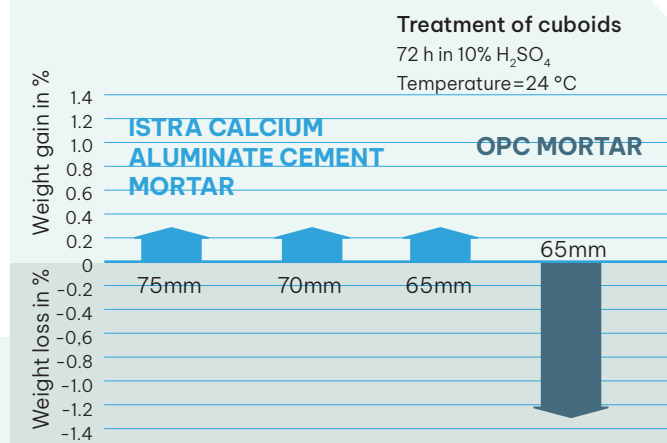 Treatment of cuboids
72 h in 10% H₂SO₄
Temperature=24 °C
Weight gain in %
1.4
1.2
1.0
0.8
0.6
0.4
0.2
0
ISTRA CALCIUM
ALUMINATE CEMENT
MORTAR
OPC MORTAR
65mm
75mm
70mm
65mm
Weight loss in %
-0.2
-0.4
-0,6
-0.8
-1.0
-1.2
-1.4